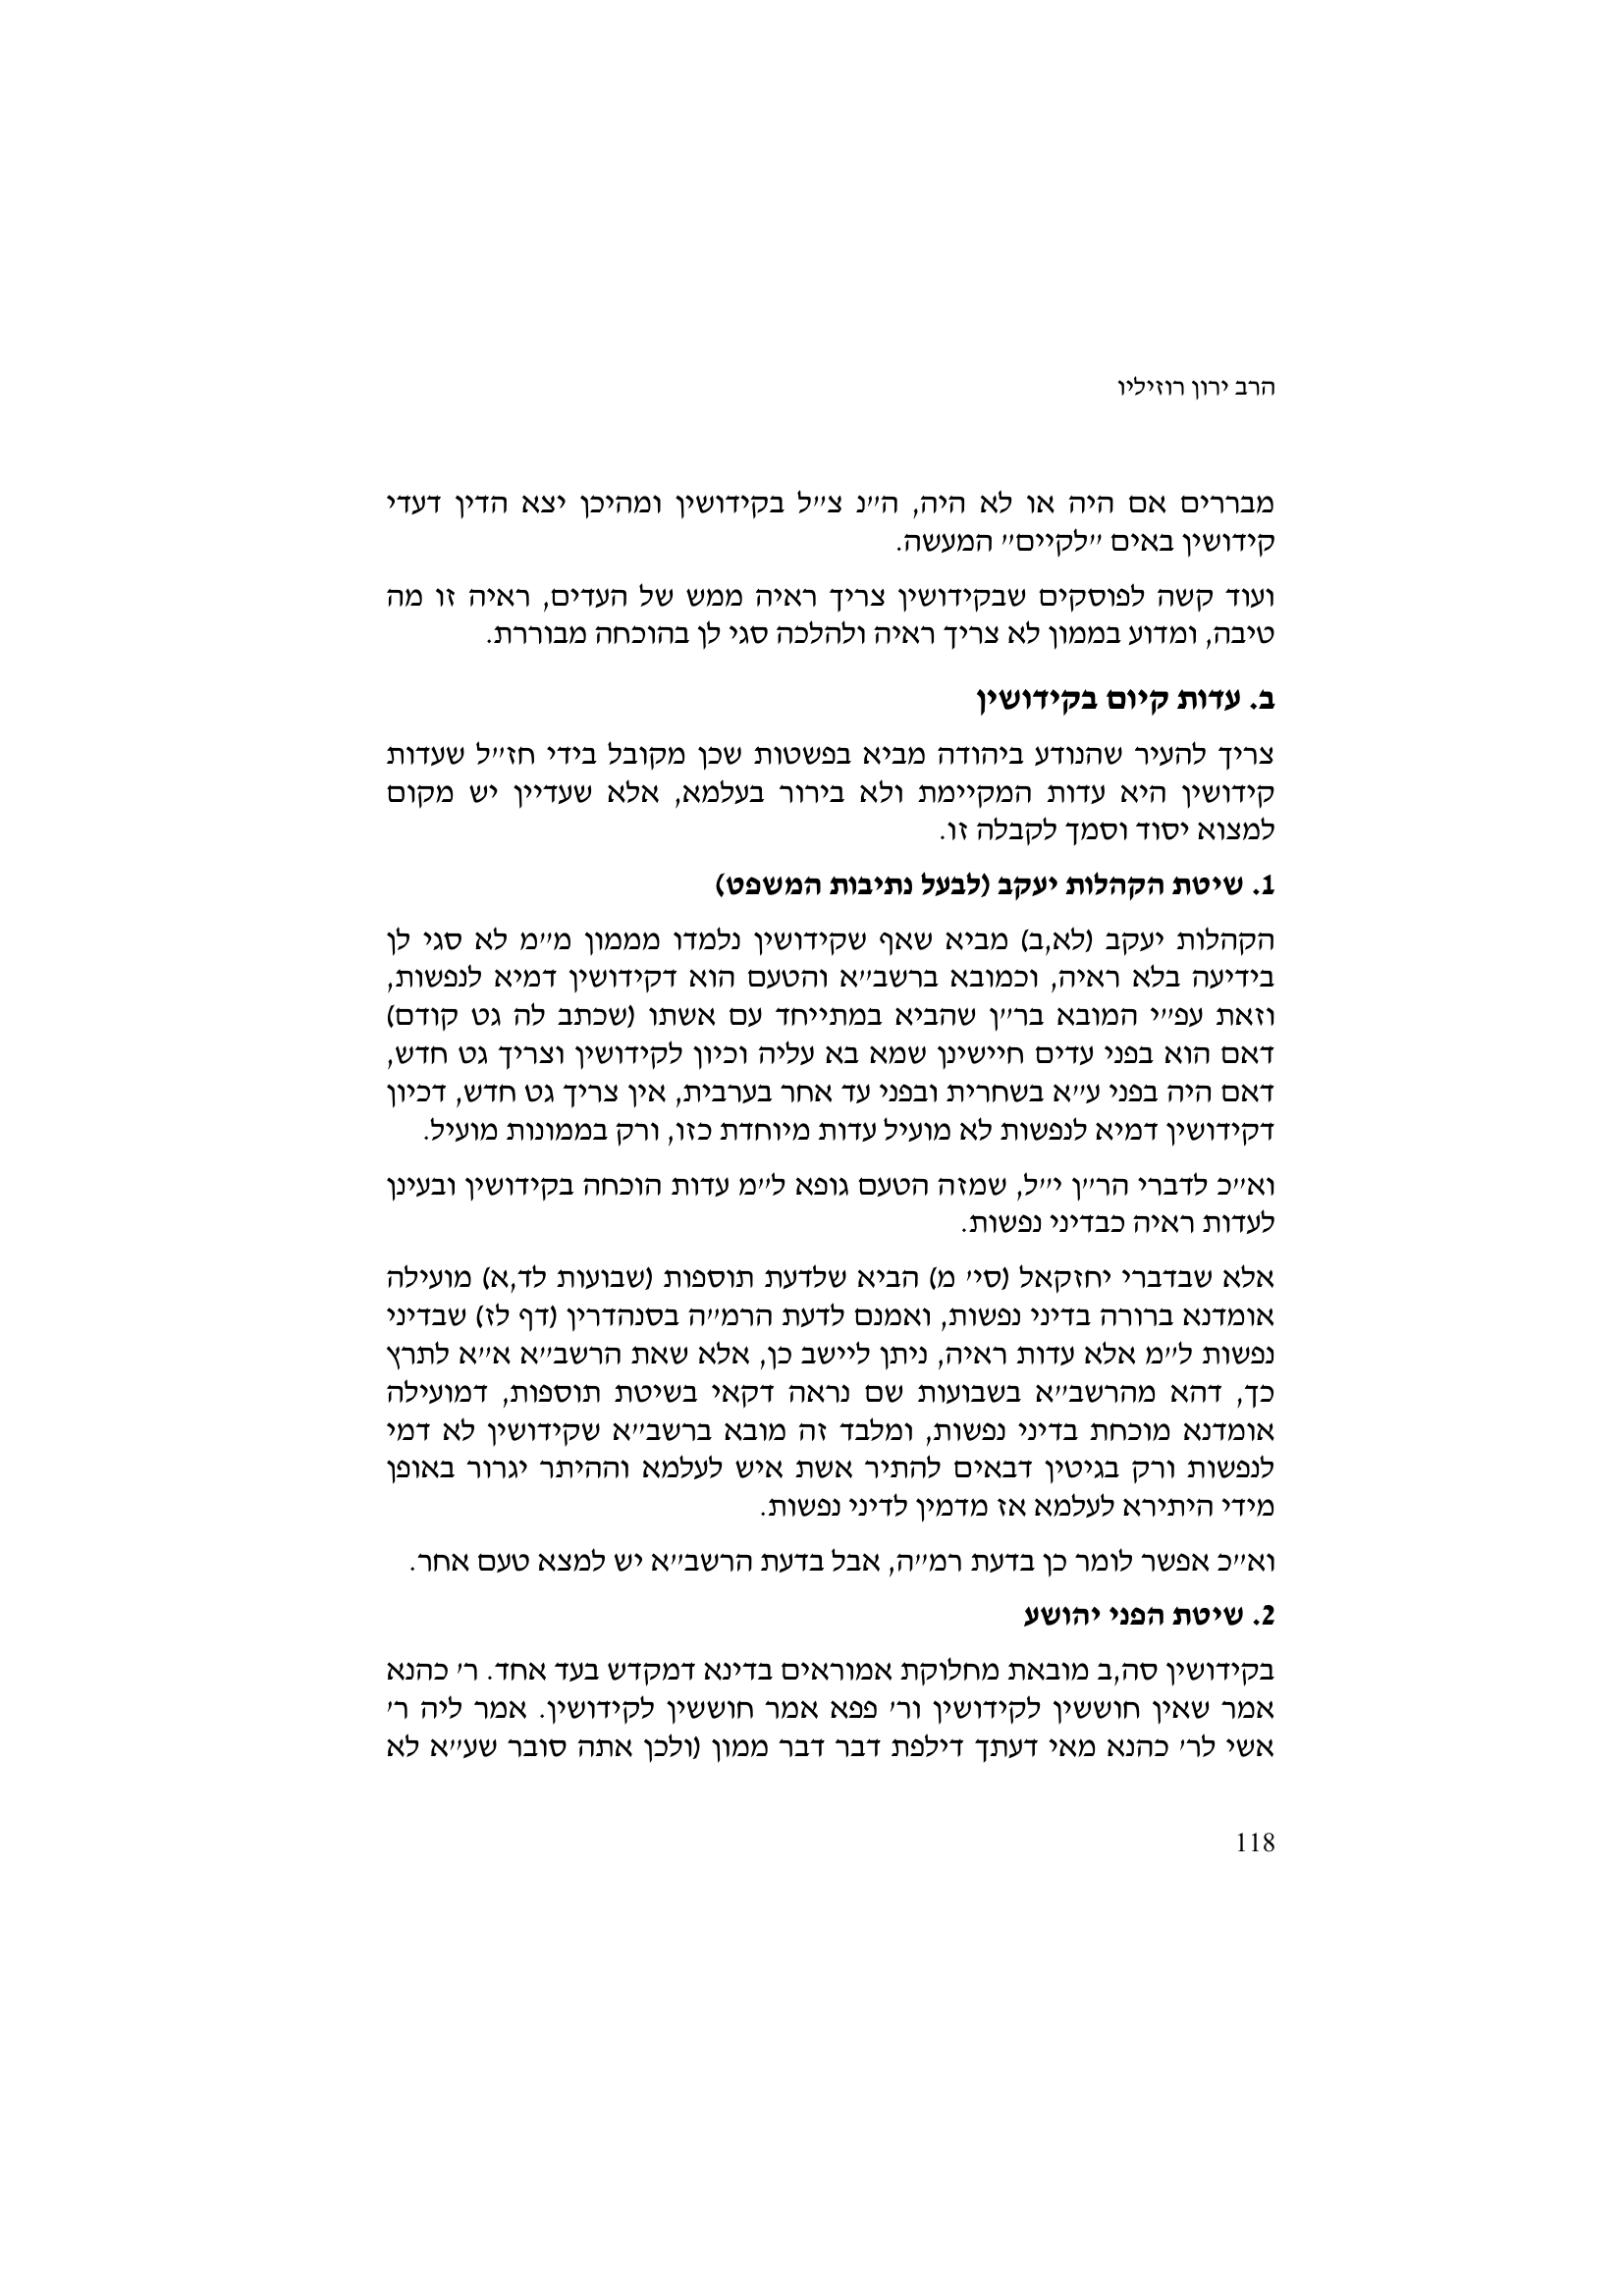 הרב ירון רוזיליו
מבררים אם היה או לא היה, ה״נ צ״ל בקידושין ומהיכן יצא הדין דעדי
קידושין באים ״לקיים״ המעשה.
ועוד קשה לפוסקים שבקידושין צריך ראיה ממש של העדים, ראיה זו מה
טיבה, ומדוע בממון לא צריך ראיה ולהלכה סגי לן בהוכחה מבוררת.
ב. עדות קיום בקידושין
צריך להעיר שהנודע ביהודה מביא בפשטות שכן מקובל בידי חז״ל שעדות
קידושין היא עדות המקיימת ולא בירור בעלמא, אלא שעדיין יש מקום
למצוא יסוד וסמך לקבלה זו.
1. שיטת הקהלות יעקב (לבעל נתיבות המשפט)
הקהלות יעקב (לא,ב) מביא שאף שקידושין נלמדו מממון מ״מ לא סגי לן
בידיעה בלא ראיה, וכמובא ברשב״א והטעם הוא דקידושין דמיא לנפשות,
וזאת עפ״י המובא בר״ן שהביא במתייחד עם אשתו (שכתב לה גט קודם)
דאם הוא בפני עדים חיישינן שמא בא עליה וכיון לקידושין וצריך גט חדש,
דאם היה בפני ע״א בשחרית ובפני עד אחר בערבית, אין צריך גט חדש, דכיון
דקידושין דמיא לנפשות לא מועיל עדות מיוחדת כזו, ורק בממונות מועיל.
וא״כ לדברי הר״ן י״ל, שמזה הטעם גופא ל״מ עדות הוכחה בקידושין ובעינן
לעדות ראיה כבדיני נפשות.
אלא שבדברי יחזקאל (סי׳ מ) הביא שלדעת תוספות (שבועות לד,א) מועילה
אומדנא ברורה בדיני נפשות, ואמנם לדעת הרמ״ה בסנהדרין (דף לז) שבדיני
נפשות ל״מ אלא עדות ראיה, ניתן ליישב כן, אלא שאת הרשב״א א״א לתרץ
כך, דהא מהרשב״א בשבועות שם נראה דקאי בשיטת תוספות, דמועילה
אומדנא מוכחת בדיני נפשות, ומלבד זה מובא ברשב״א שקידושין לא דמי
לנפשות ורק בגיטין דבאים להתיר אשת איש לעלמא וההיתר יגרור באופן
מידי היתירא לעלמא אז מדמין לדיני נפשות.
וא״כ אפשר לומר כן בדעת רמ״ה, אבל בדעת הרשב״א יש למצא טעם אחר.
2. שיטת הפני יהושע
בקידושין סה,ב מובאת מחלוקת אמוראים בדינא דמקדש בעד אחד. ר׳ כהנא
אמר שאין חוששין לקידושין ור׳ פפא אמר חוששין לקידושין. אמר ליה ר׳
אשי לר׳ כהנא מאי דעתך דילפת דבר דבר ממון (ולכן אתה סובר שע״א לא
118